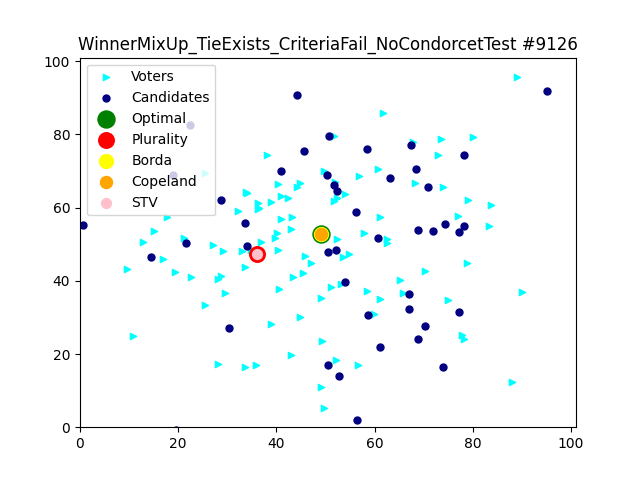 WinnerMixUp_TieExists_CriteriaFail_NoCondorcetTest #9126
100
80
60
40
20
0
0 20 40 60 80 100
Voters
Candidates
Optimal
Plurality
Borda
Copeland
STV